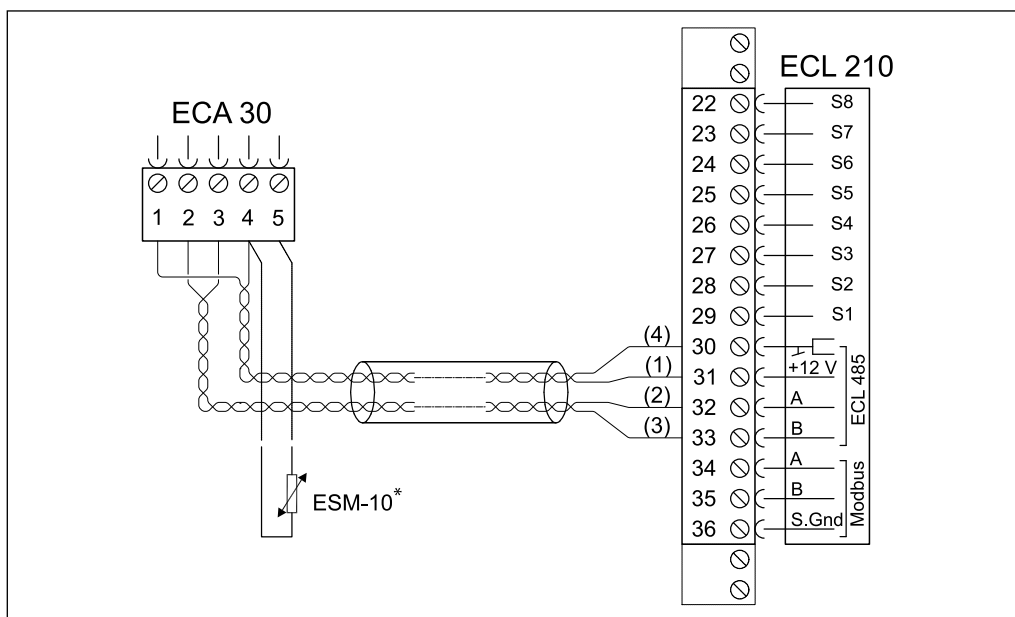 ECL 210
ECA 30
1 2 3 4 5
22 S8
23 S7
24 S6
25 S5
26 S4
27 S3
28 S2
29 S1
(4) 30
+12 V
(1) 31
(2) 32 A
(3) 33 B
ECL 485
34 A
35 B
36 S.Gnd
Modbus
ESM-10*